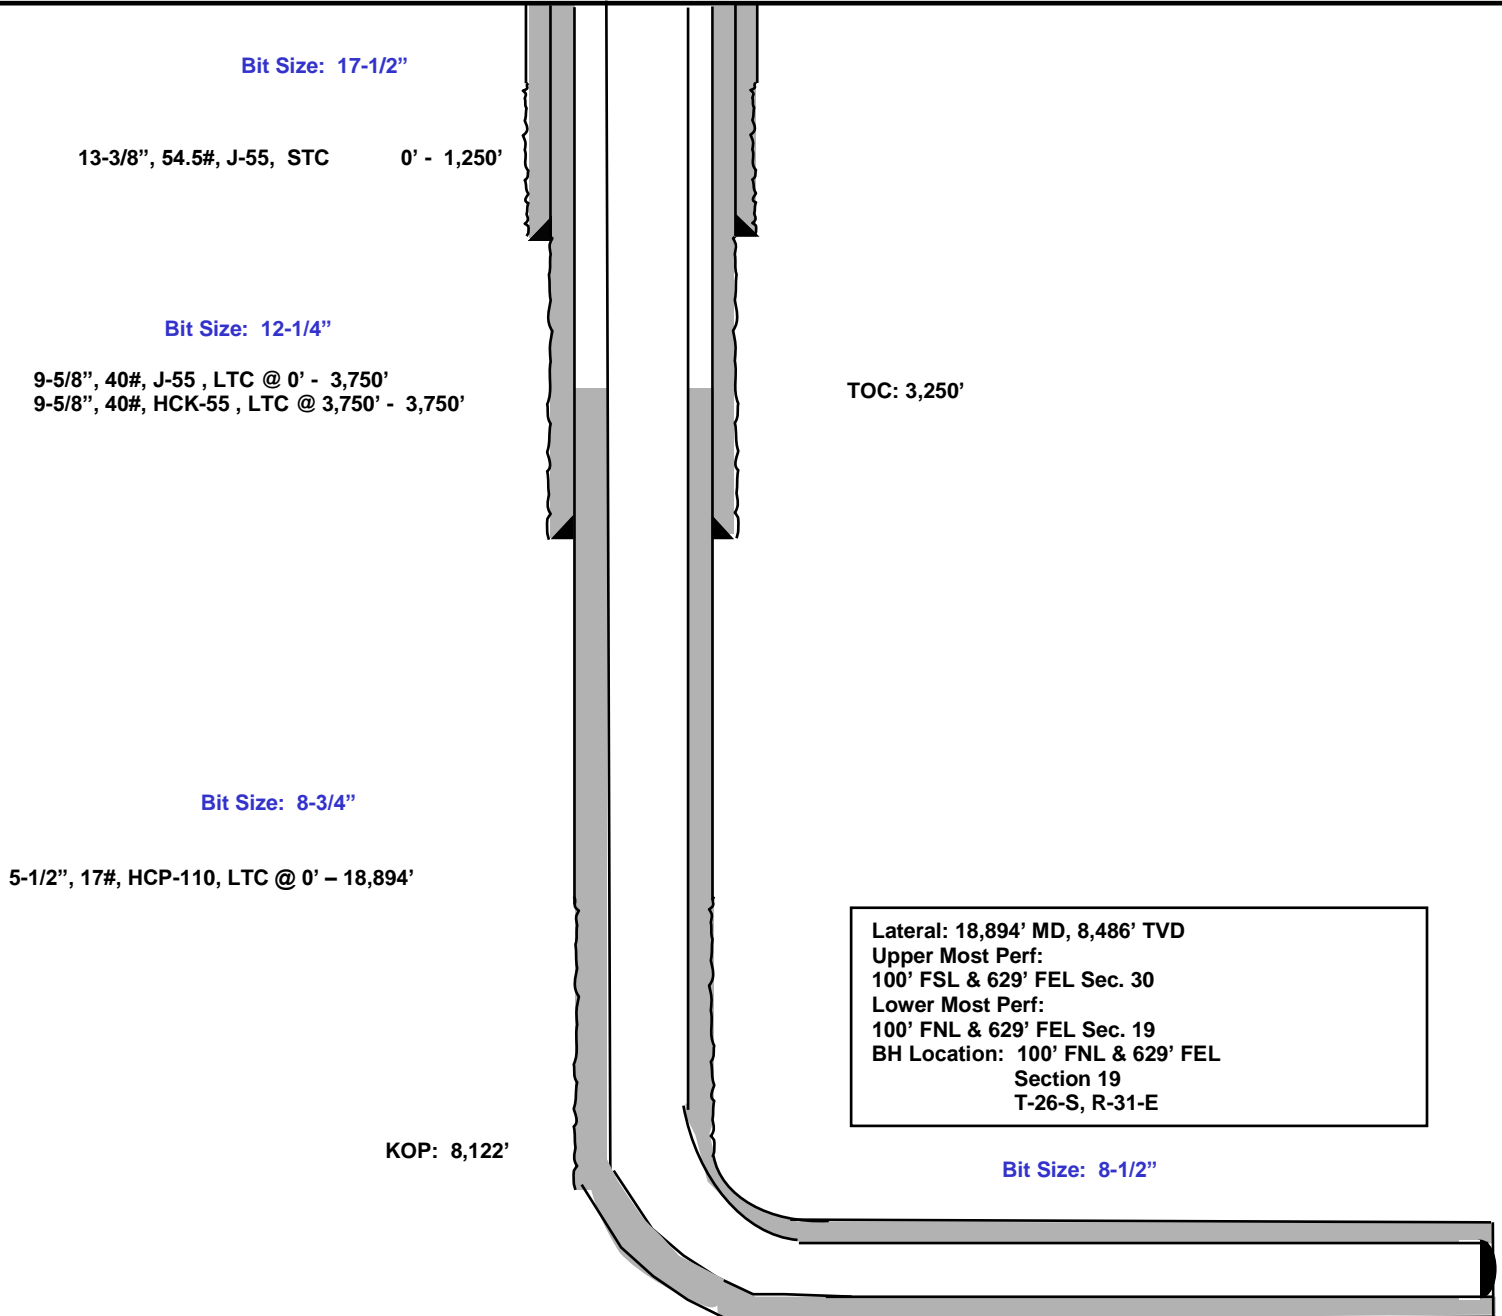 Bit Size: 17-1/2”
13-3/8”, 54.5#, J-55, STC 0’ - 1,250’
Bit Size: 12-1/4”
9-5/8”, 40#, J-55 , LTC @ 0’ - 3,750’
9-5/8”, 40#, HCK-55 , LTC @ 3,750’ - 3,750’
TOC: 3,250’
Bit Size: 8-3/4”
5-1/2”, 17#, HCP-110, LTC @ 0’ – 18,894’
Lateral: 18,894’ MD, 8,486’ TVD
Upper Most Perf:
100’ FSL & 629’ FEL Sec. 30
Lower Most Perf:
100’ FNL & 629’ FEL Sec. 19
BH Location: 100’ FNL & 629’ FEL
Section 19
T-26-S, R-31-E
KOP: 8,122’
Bit Size: 8-1/2”